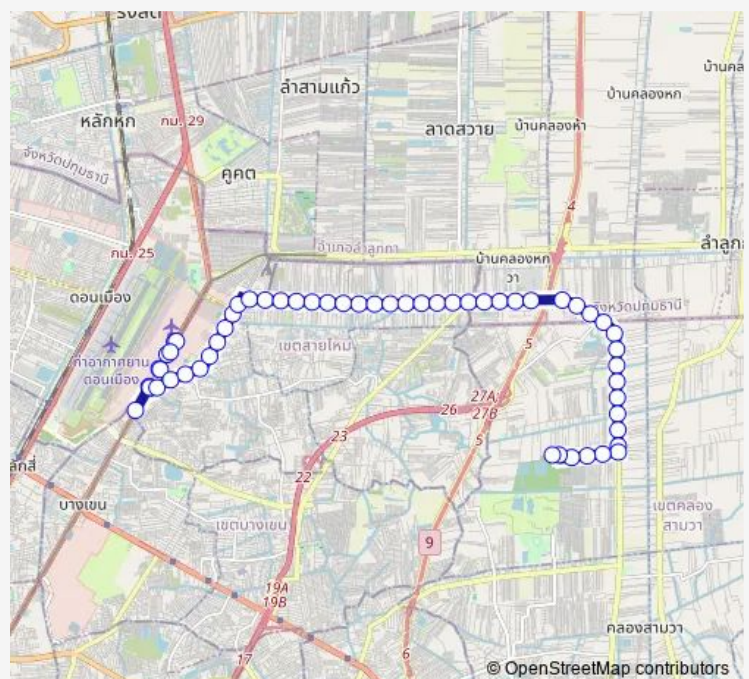 รังสิต
กม. 29
ลำสามแก้ว
บ้านคลองหก
หลักหก
ลาดสวาย
บ้านคลองห้า
จังหวัดปทุมธานี
คูคต
4
กม. 25
อำเภอลำลูกกา
บ้านคลองหก
วา
ดอนเมือง
จังหวัดปทุมธานี
ท่าอากาศยาน
ดอนเมือง
เขตสายไหม
5
27A;
27B
26
5
23
22
บางเขน
เขตบางเขน
เขตคลอง
สามวา
9
19A
19B
คลองสามวา
17
6
© OpenStreetMap contributors